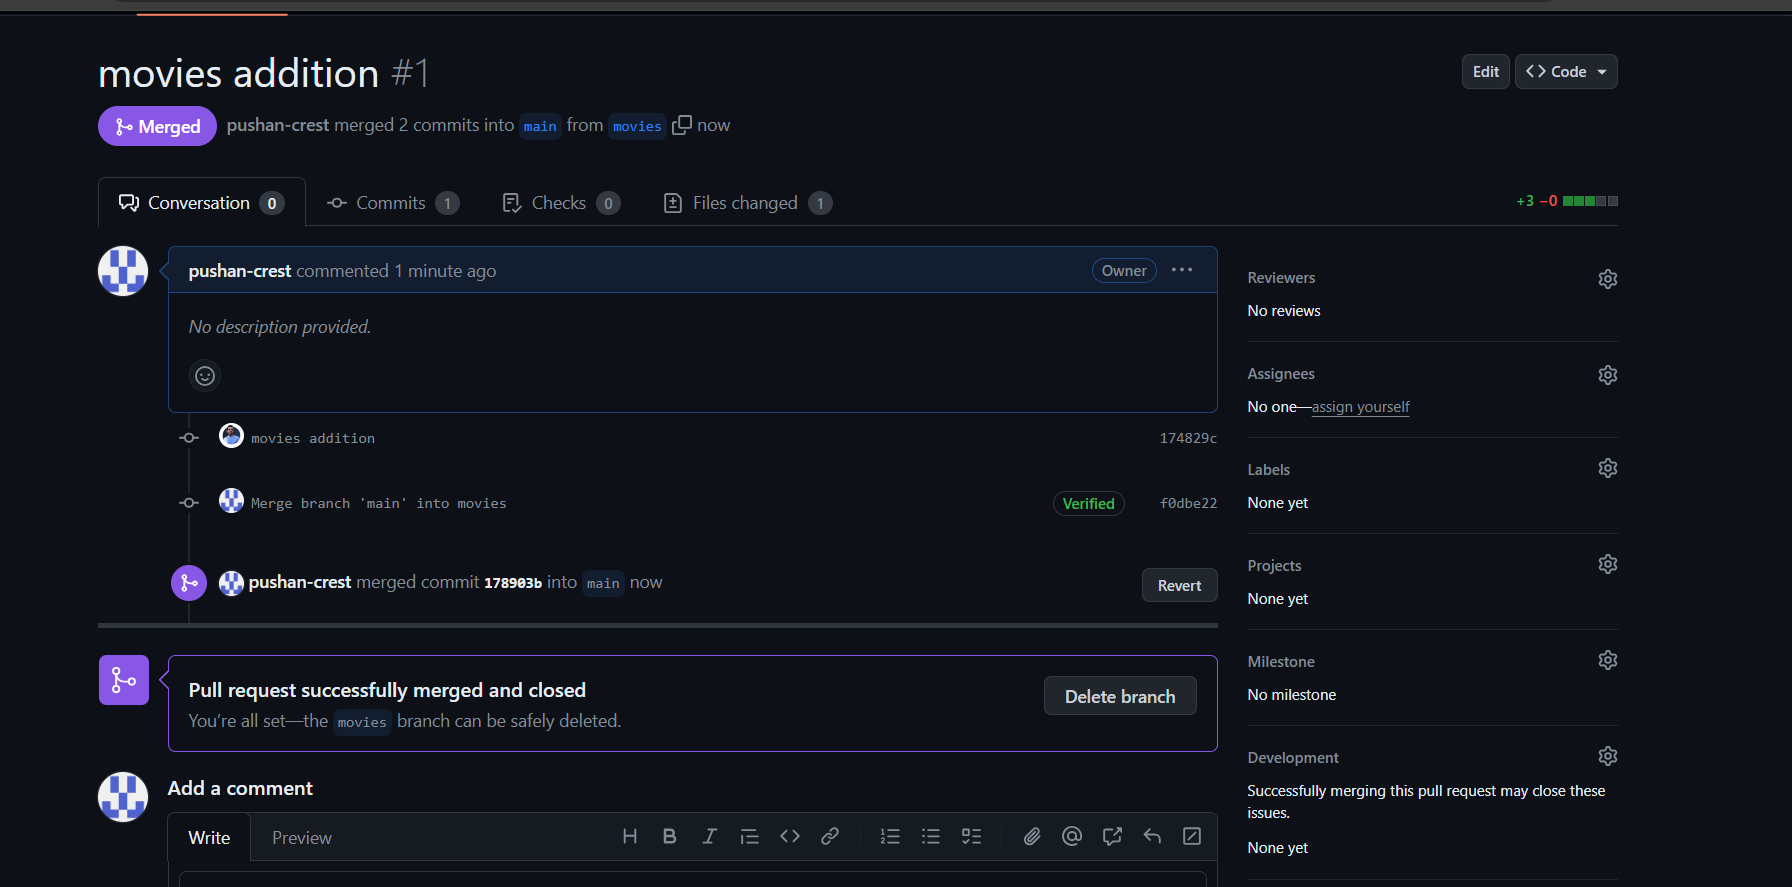 movies addition #1
Edit
Code
Merged
pushan-crest merged 2 commits into main from movies now
Conversation 0
Commits 1
Checks 0
Files changed 1
+3 −0
pushan-crest commented 1 minute ago
Owner
No description provided.
movies addition
174829c
Merge branch 'main' into movies
Verified
f0dbe22
pushan-crest merged commit 178903b into main now
Revert
Pull request successfully merged and closed
You're all set—the movies branch can be safely deleted.
Delete branch
Add a comment
Write
Preview
Reviewers
No reviews
Assignees
No one—assign yourself
Labels
None yet
Projects
None yet
Milestone
No milestone
Development
Successfully merging this pull request may close these
issues.
None yet